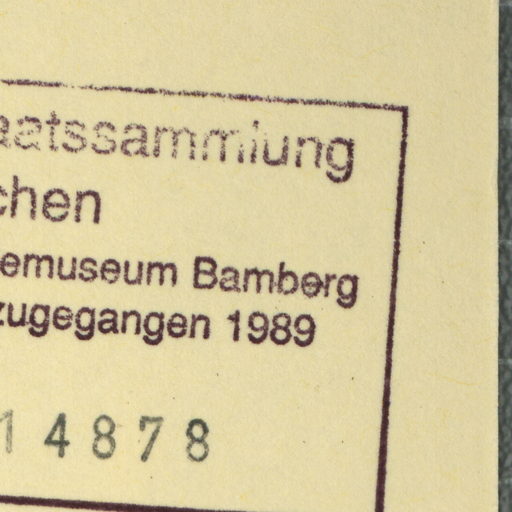 aatssammlung
chen
emuseum Bamberg
zugegangen 1989
14878